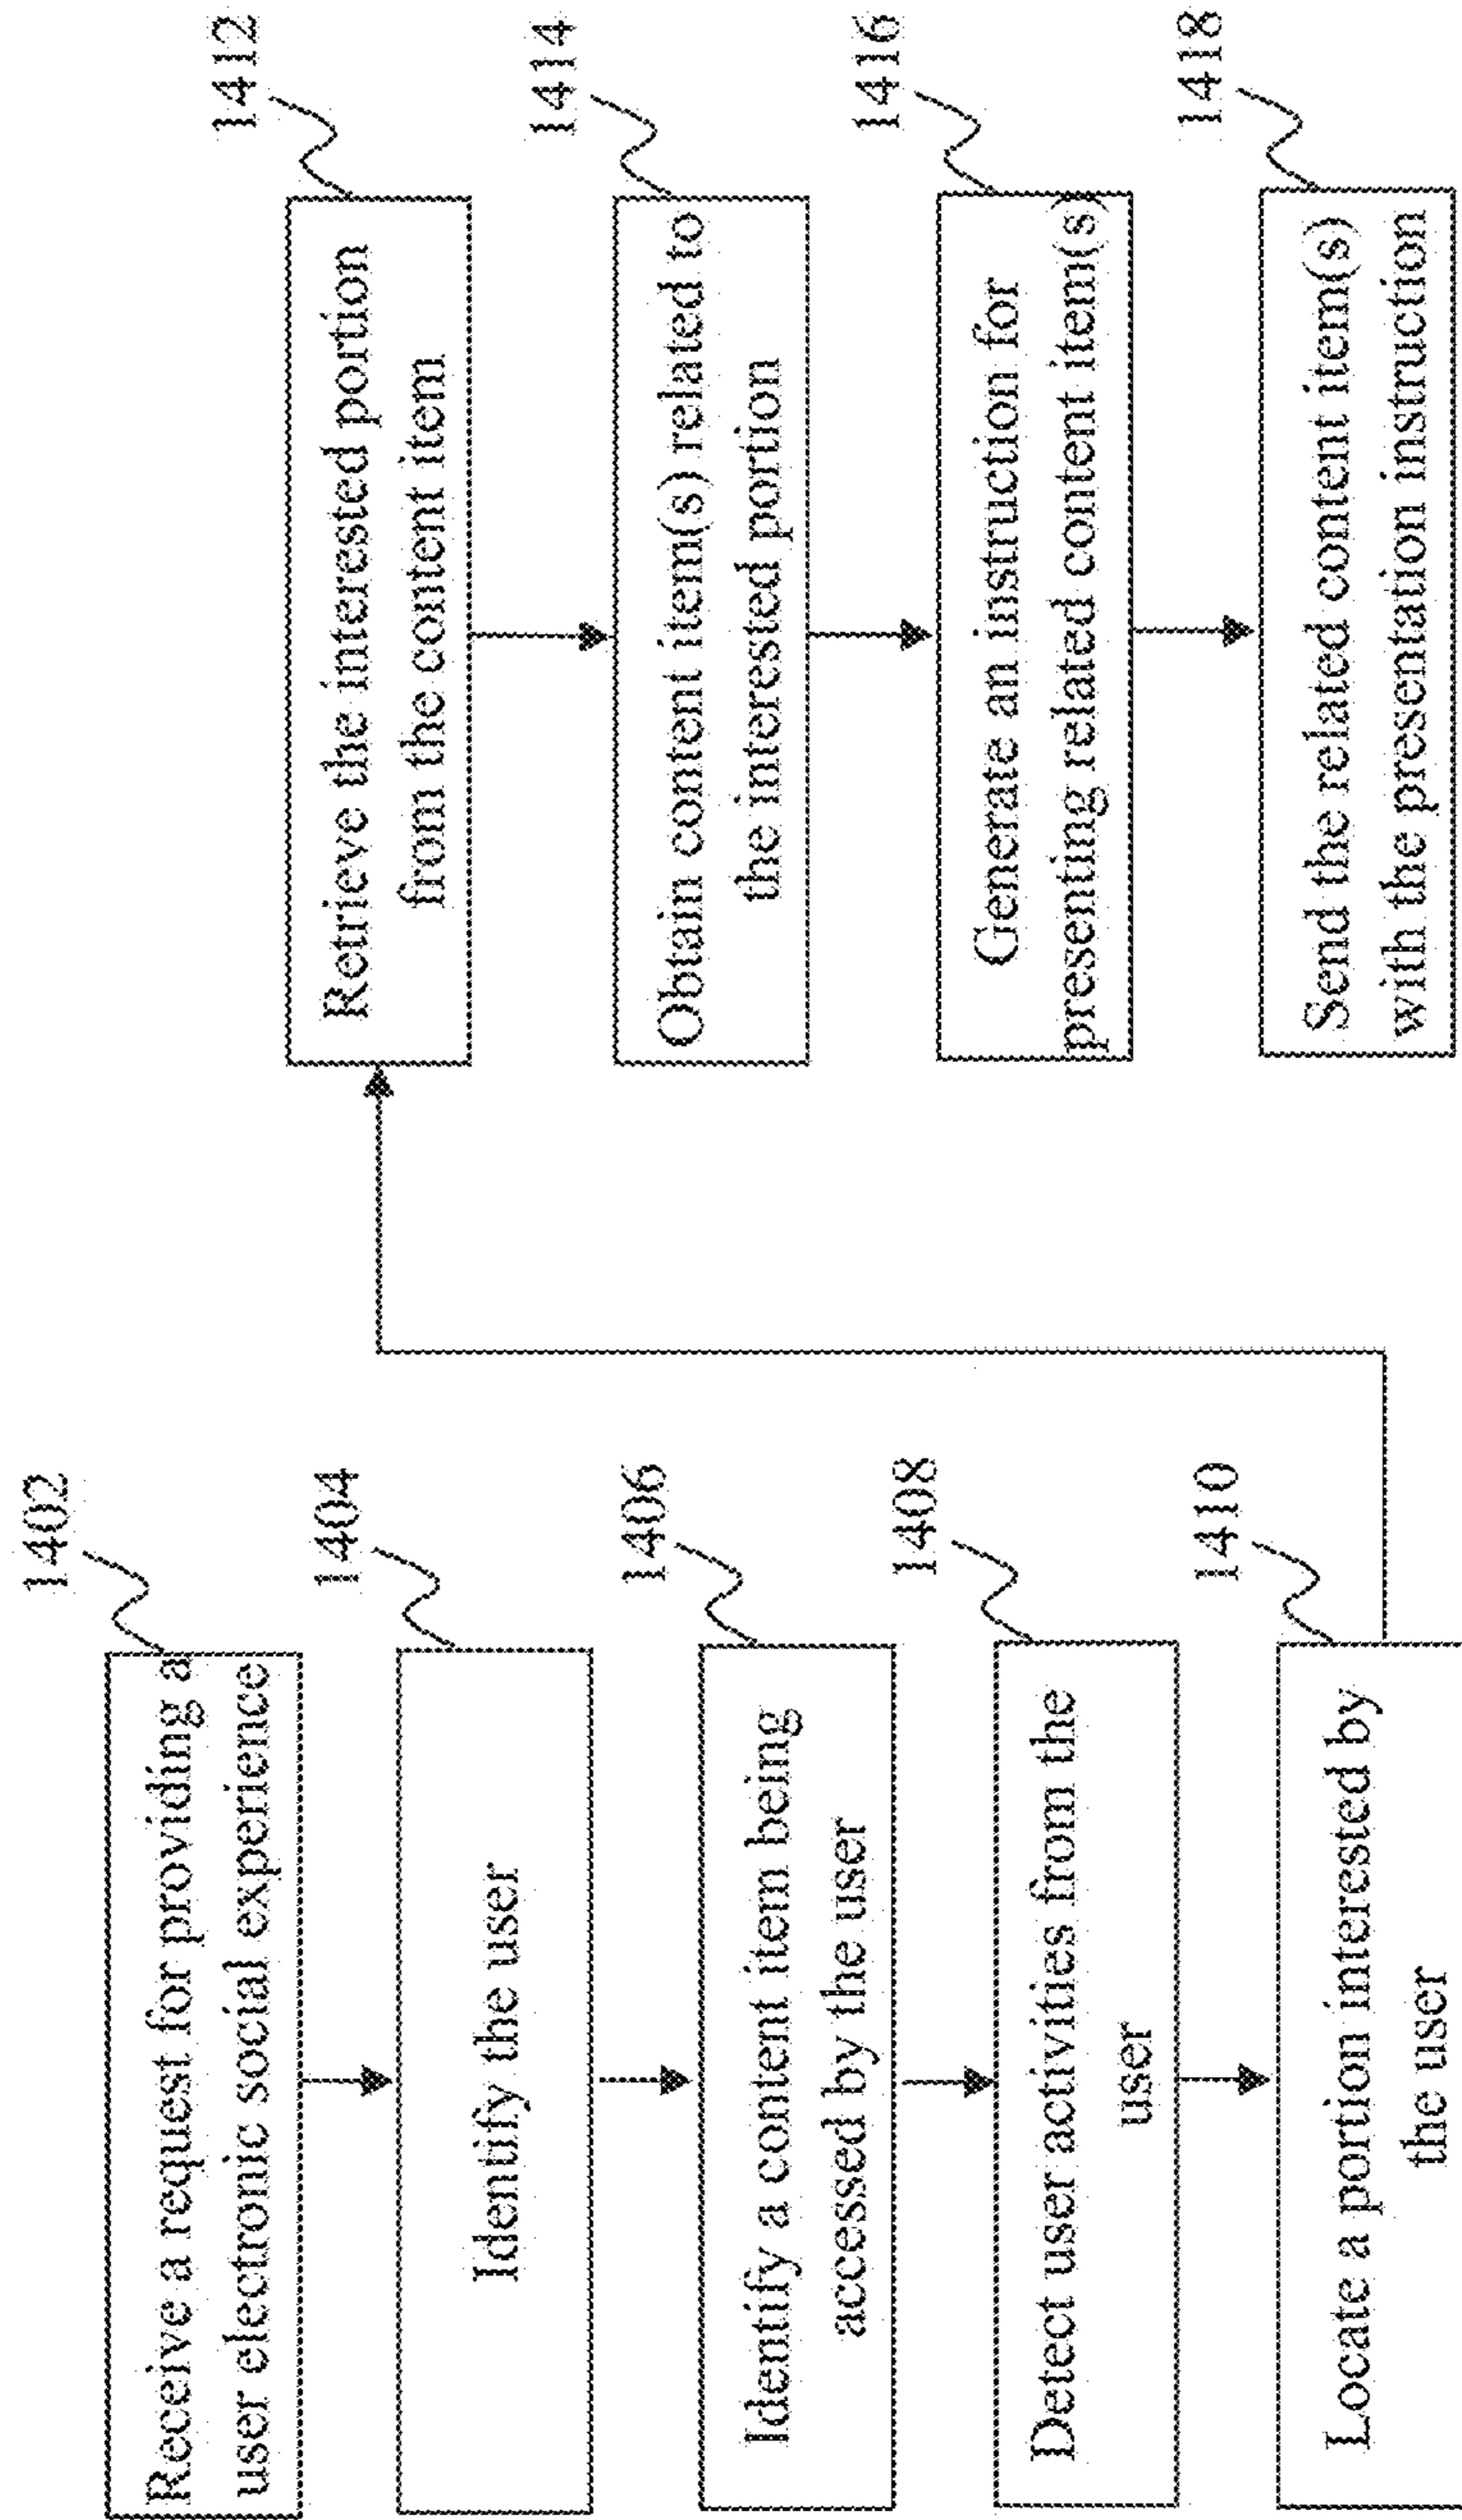 Receive a request for providing a
user electronic social experience
1402
Identify the user
1404
Identify a content item being
accessed by the user
1406
Detect user activities from the
user
1408
Locate a portion interested by
the user
1410
Retrieve the interested portion
from the content item
1412
Obtain content item(s) related to
the interested portion
1414
Generate an instruction for
presenting related content item(s)
1416
Send the related content item(s)
with the presentation instruction
1418